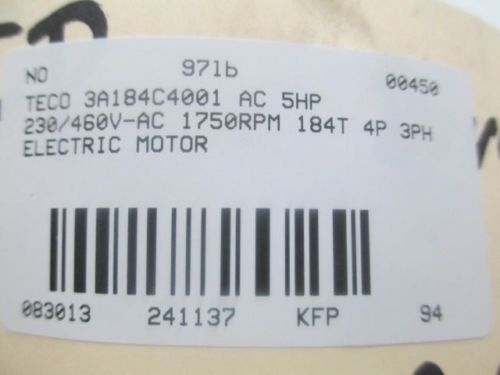 NO 97lb 00450
TECO 3A184C4001 AC 5HP
230/460V-AC 1750RPM 184T 4P 3PH
ELECTRIC MOTOR
083013 241137 KFP 94